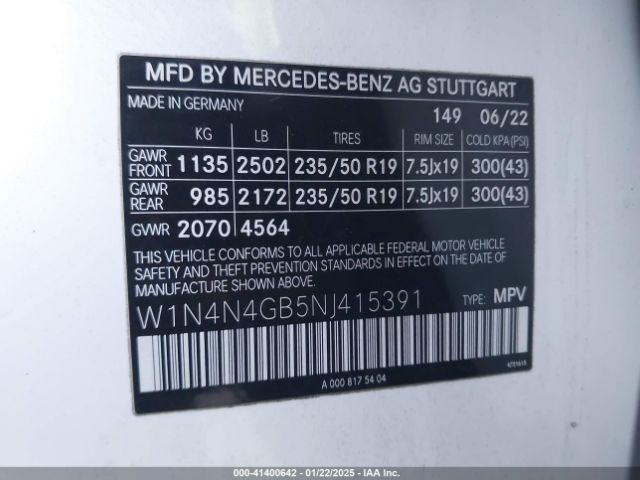 MFD BY MERCEDES-BENZ AG STUTTGART
MADE IN GERMANY 149 06/22
KG LB TIRES RIM SIZE COLD KPA(PSI)
GAWR FRONT 1135 2502 235/50 R19 7.5Jx19 300(43)
GAWR REAR 985 2172 235/50 R19 7.5Jx19 300(43)
GVWR 2070 4564
THIS VEHICLE CONFORMS TO ALL APPLICABLE FEDERAL MOTOR VEHICLE
SAFETY AND THEFT PREVENTION STANDARDS IN EFFECT ON THE DATE
OF MANUFACTURE SHOWN ABOVE.
W1N4N4GB5NJ415391 TYPE: MPV
A 000 817 54 04
000-41400642 - 01/22/2025 - IAA Inc.